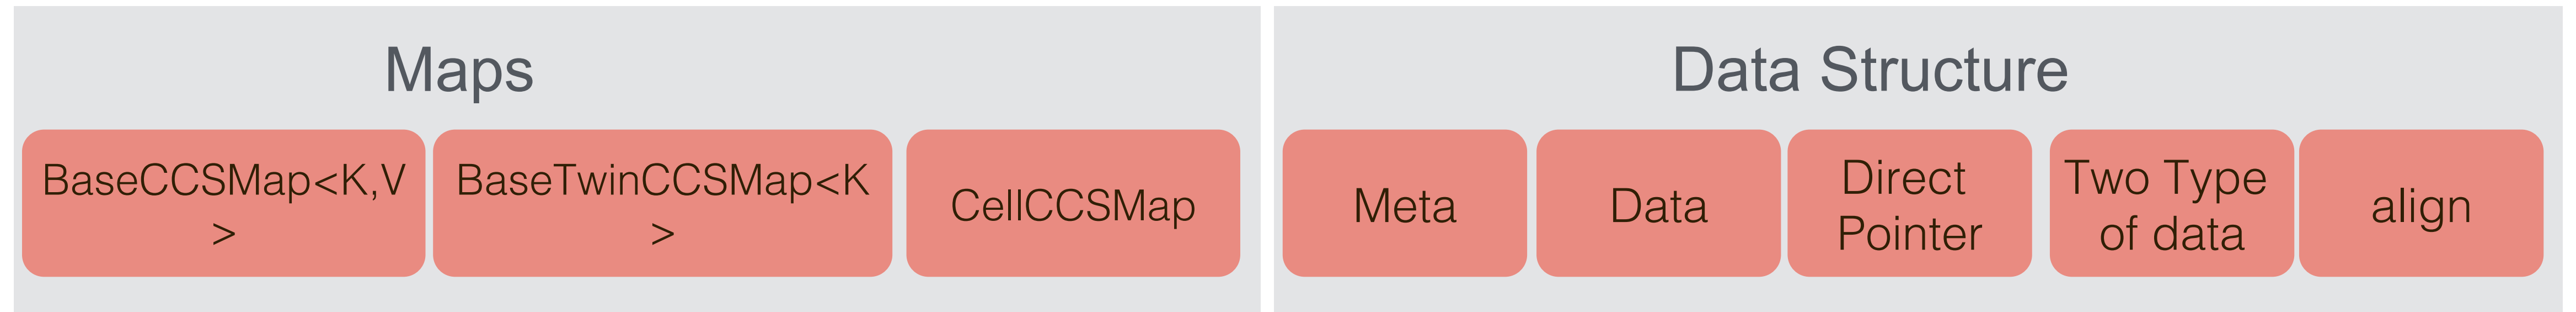 Maps
BaseCCSMap<K,V
>
BaseTwinCCSMap<K
>
CellCCSMap
Data Structure
Meta
Data
Direct
Pointer
Two Type
of data
align